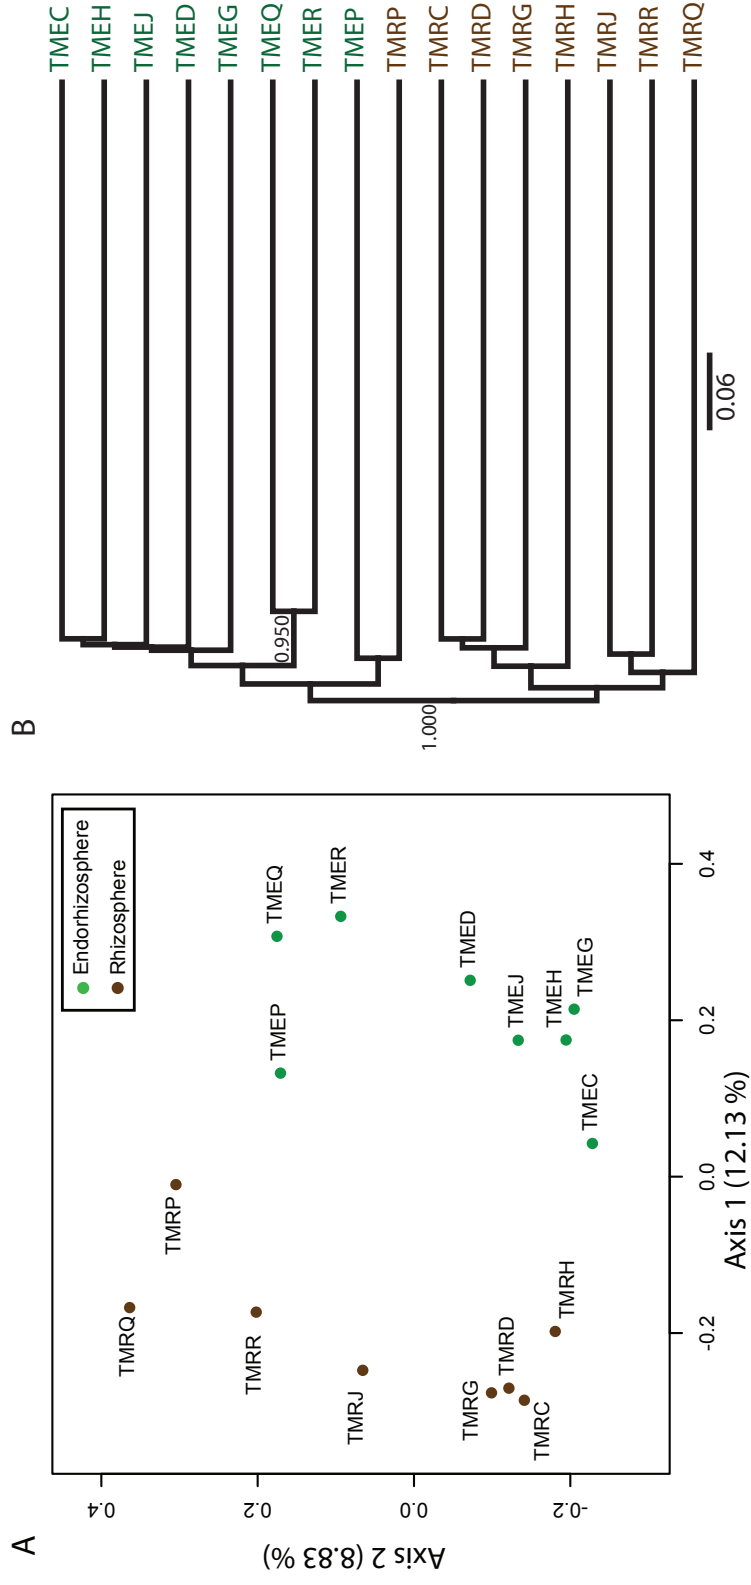 A
Endorhizosphere
Rhizosphere
TMRQ
TMRP
TMRR
TMRJ
TMRG
TMRD
TMRC
TMRH
TMEP
TMEQ
TMER
TMED
TMEJ
TMEH
TMEG
TMEC
0.4
0.2
0.0
-0.2
Axis 2 (8.83 %)
-0.2
0.0
0.2
0.4
Axis 1 (12.13 %)
B
TMEC
TMEH
TMEJ
TMED
TMEG
TMEQ
TMER
TMEP
TMRP
TMRC
TMRD
TMRG
TMRH
TMRJ
TMRR
TMRQ
0.950
1.000
0.06